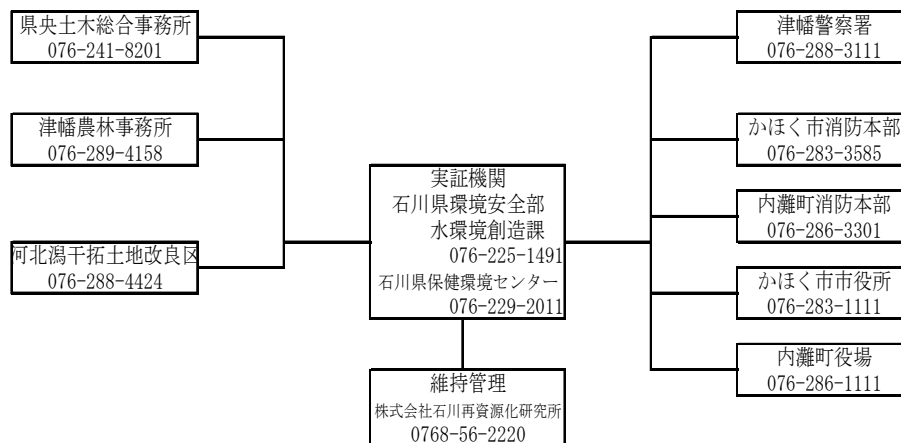 県央土木総合事務所
076-241-8201
津幡農林事務所
076-289-4158
河北潟干拓土地改良区
076-288-4424
実証機関
石川県環境安全部
水環境創造課
076-225-1491
石川県保健環境センター
076-229-2011
維持管理
株式会社石川再資源化研究所
0768-56-2220
津幡警察署
076-288-3111
かほく市消防本部
076-283-3585
内灘町消防本部
076-286-3301
かほく市市役所
076-283-1111
内灘町役場
076-286-1111